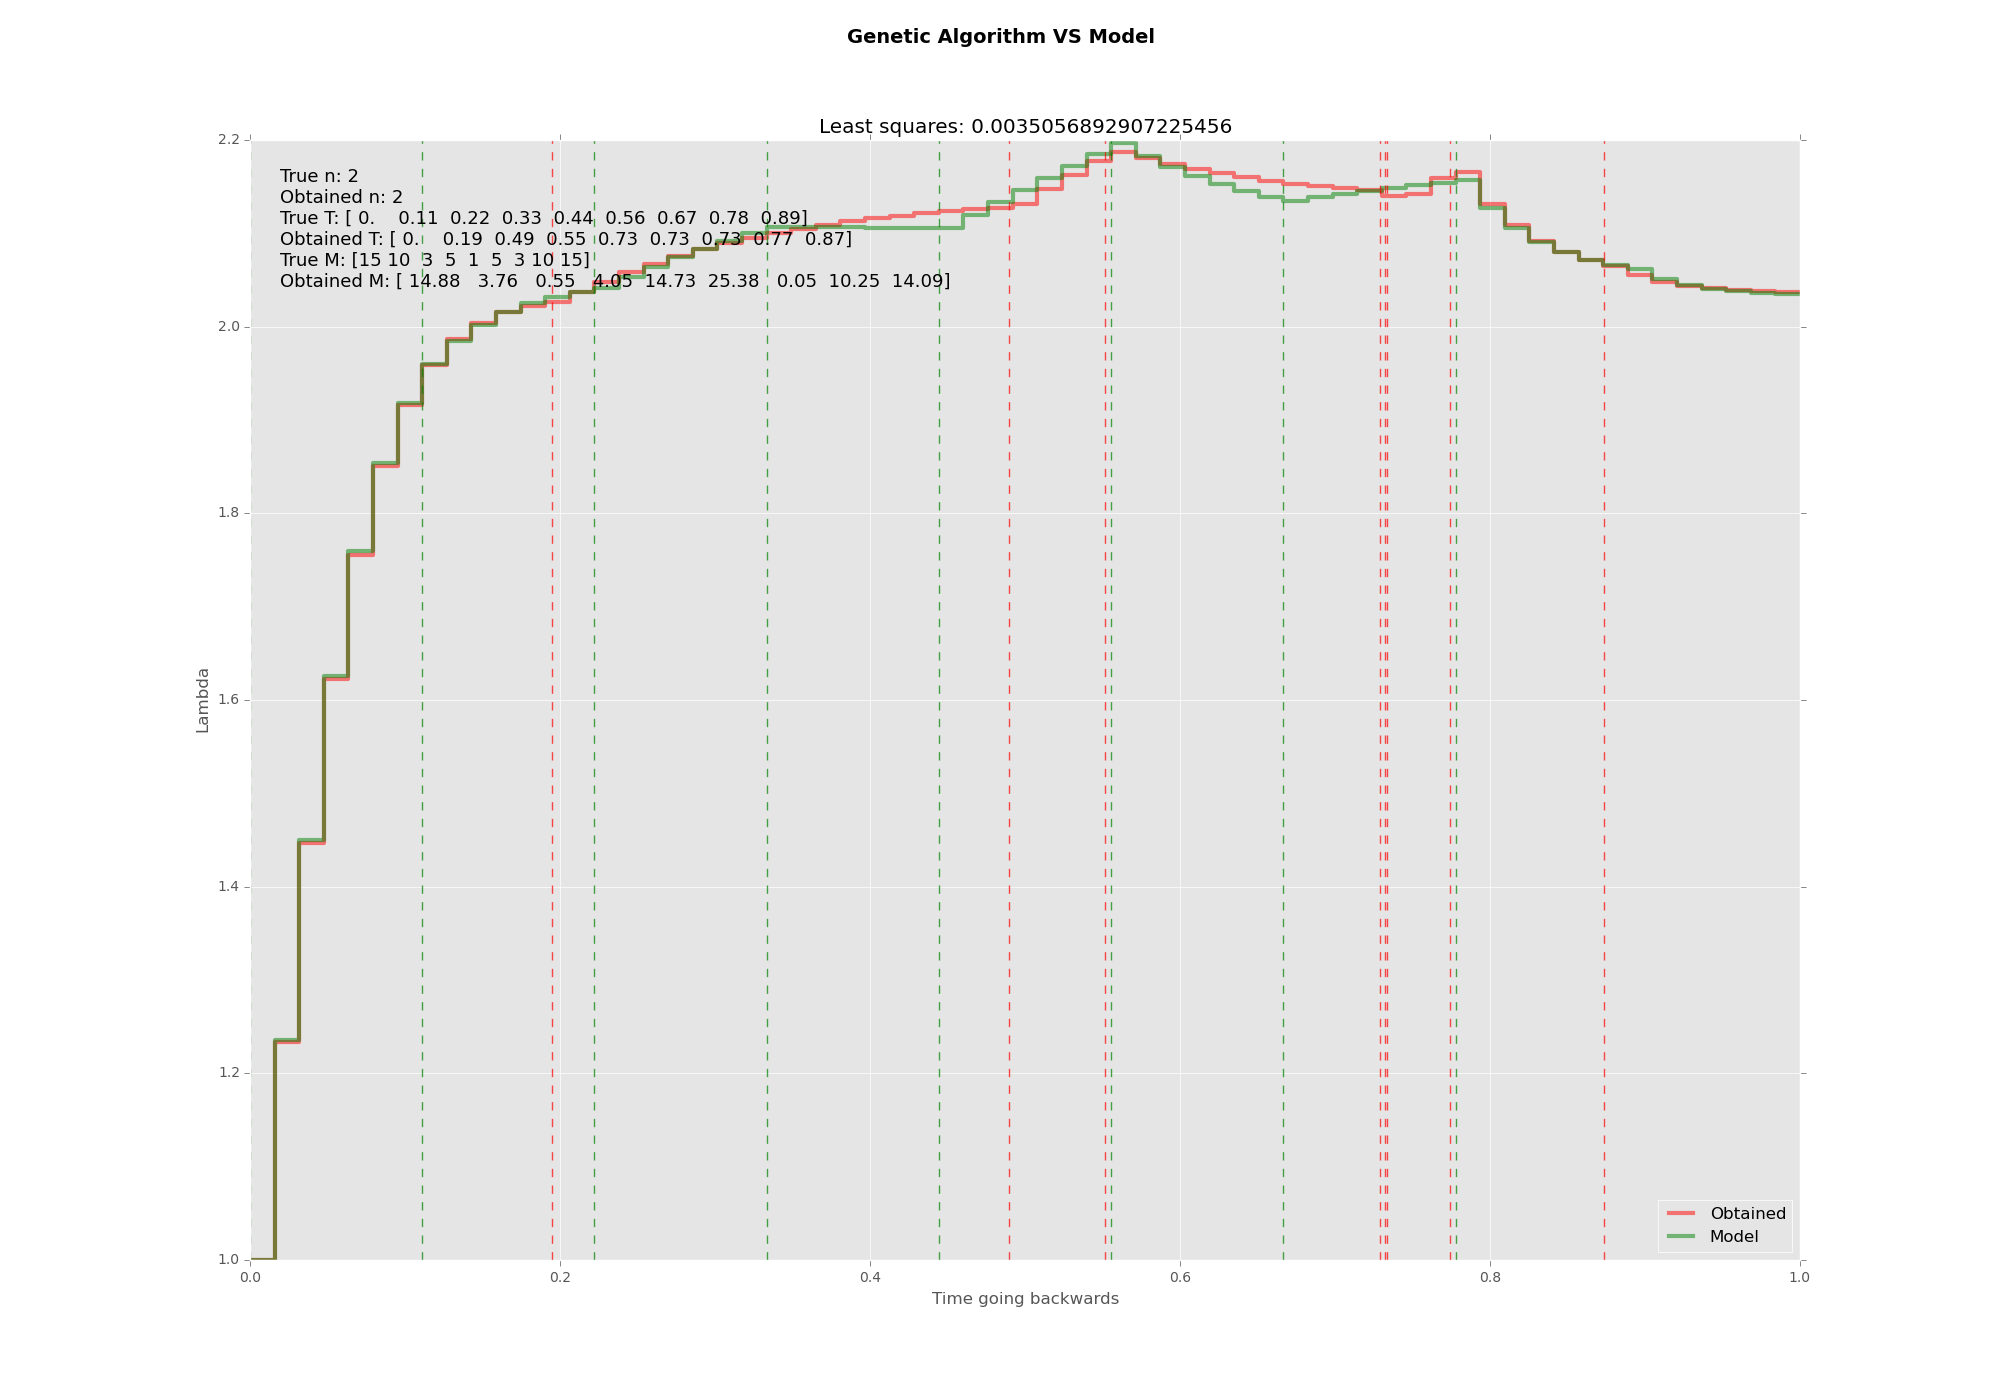 Genetic Algorithm VS Model
Least squares: 0.0035056892907225456
True n: 2
Obtained n: 2
True T: [ 0.    0.11  0.22  0.33  0.44  0.56  0.67  0.78  0.89]
Obtained T: [ 0.    0.19  0.49  0.55  0.73  0.73  0.73  0.77  0.87]
True M: [15 10  3  5  1  5  3 10 15]
Obtained M: [ 14.88   3.76   0.55   4.05  14.73  25.38   0.05  10.25  14.09]
2.2
2.0
1.8
1.6
1.4
1.2
1.0
Lambda
0.0 0.2 0.4 0.6 0.8 1.0
Time going backwards
Obtained
Model